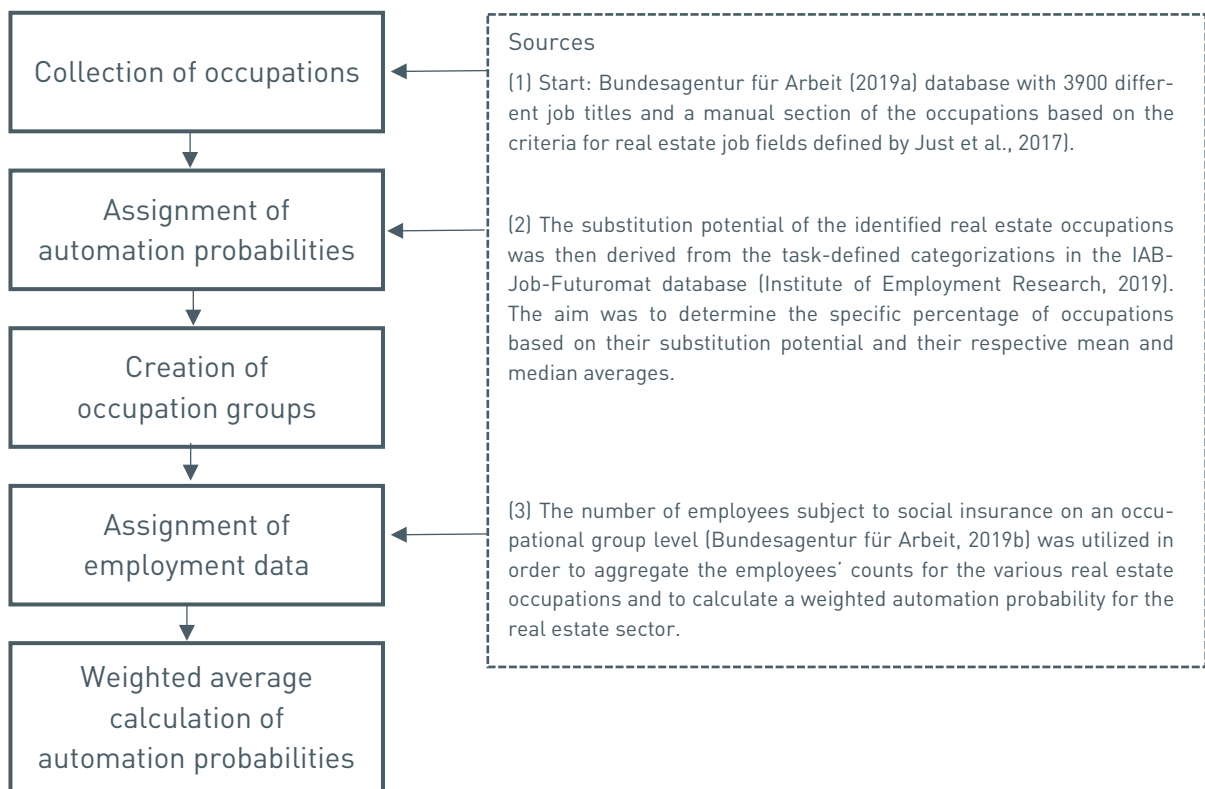 Collection of occupations
Assignment of
automation probabilities
Creation of
occupation groups
Assignment of
employment data
Weighted average
calculation of
automation probabilities
Sources
(1) Start: Bundesagentur für Arbeit (2019a) database with 3900 differ-
ent job titles and a manual section of the occupations based on the
criteria for real estate job fields defined by Just et al., 2017).
(2) The substitution potential of the identified real estate occupations
was then derived from the task-defined categorizations in the IAB-
Job-Futuromat database (Institute of Employment Research, 2019).
The aim was to determine the specific percentage of occupations
based on their substitution potential and their respective mean and
median averages.
(3) The number of employees subject to social insurance on an occu-
pational group level (Bundesagentur für Arbeit, 2019b) was utilized in
order to aggregate the employees’ counts for the various real estate
occupations and to calculate a weighted automation probability for the
real estate sector.